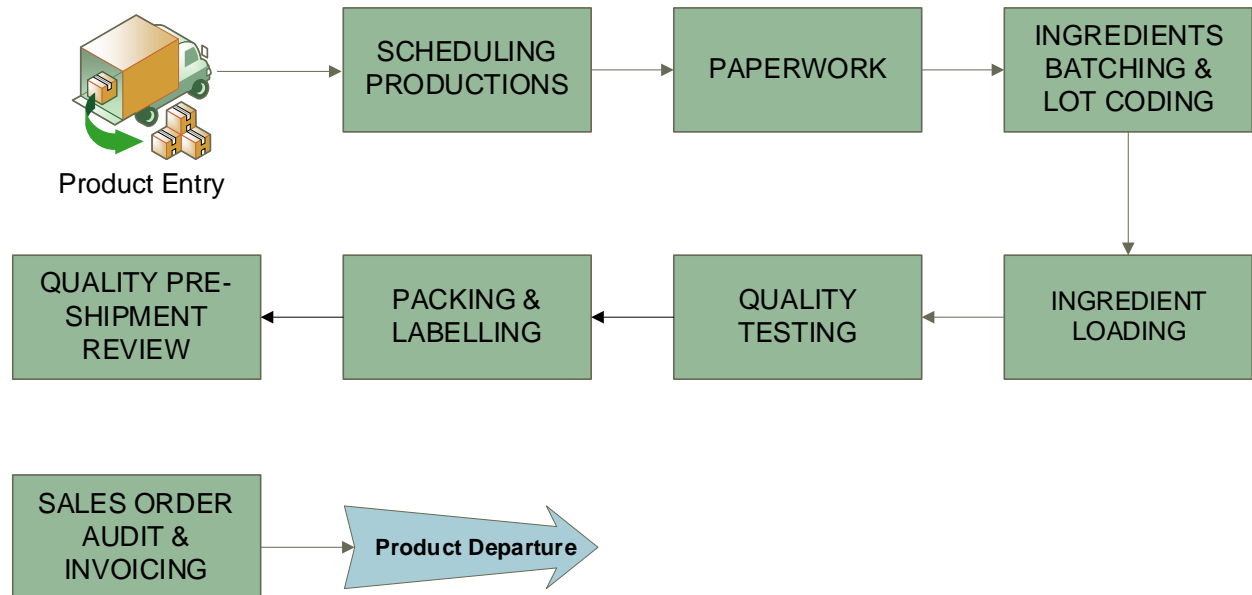 Product Entry
SCHEDULING
PRODUCTIONS
PAPERWORK
INGREDIENTS
BATCHING &
LOT CODING
INGREDIENT
LOADING
QUALITY
TESTING
PACKING &
LABELLING
QUALITY PRE-
SHIPMENT
REVIEW
SALES ORDER
AUDIT &
INVOICING
Product Departure